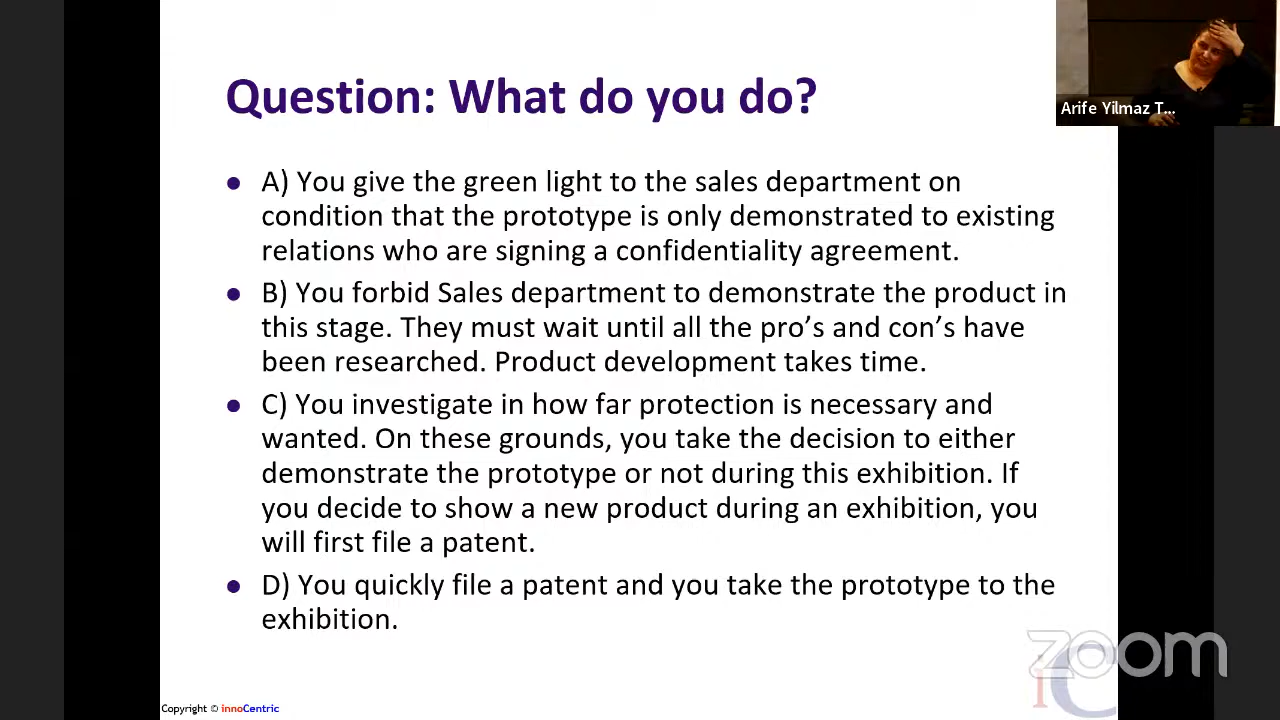 Question: What do you do?
Arife Yilmaz T...
● A) You give the green light to the sales department on
condition that the prototype is only demonstrated to existing
relations who are signing a confidentiality agreement.
● B) You forbid Sales department to demonstrate the product in
this stage. They must wait until all the pro’s and con’s have
been researched. Product development takes time.
● C) You investigate in how far protection is necessary and
wanted. On these grounds, you take the decision to either
demonstrate the prototype or not during this exhibition. If
you decide to show a new product during an exhibition, you
will first file a patent.
● D) You quickly file a patent and you take the prototype to the
exhibition.
zoom
iC
Copyright © innoCentric